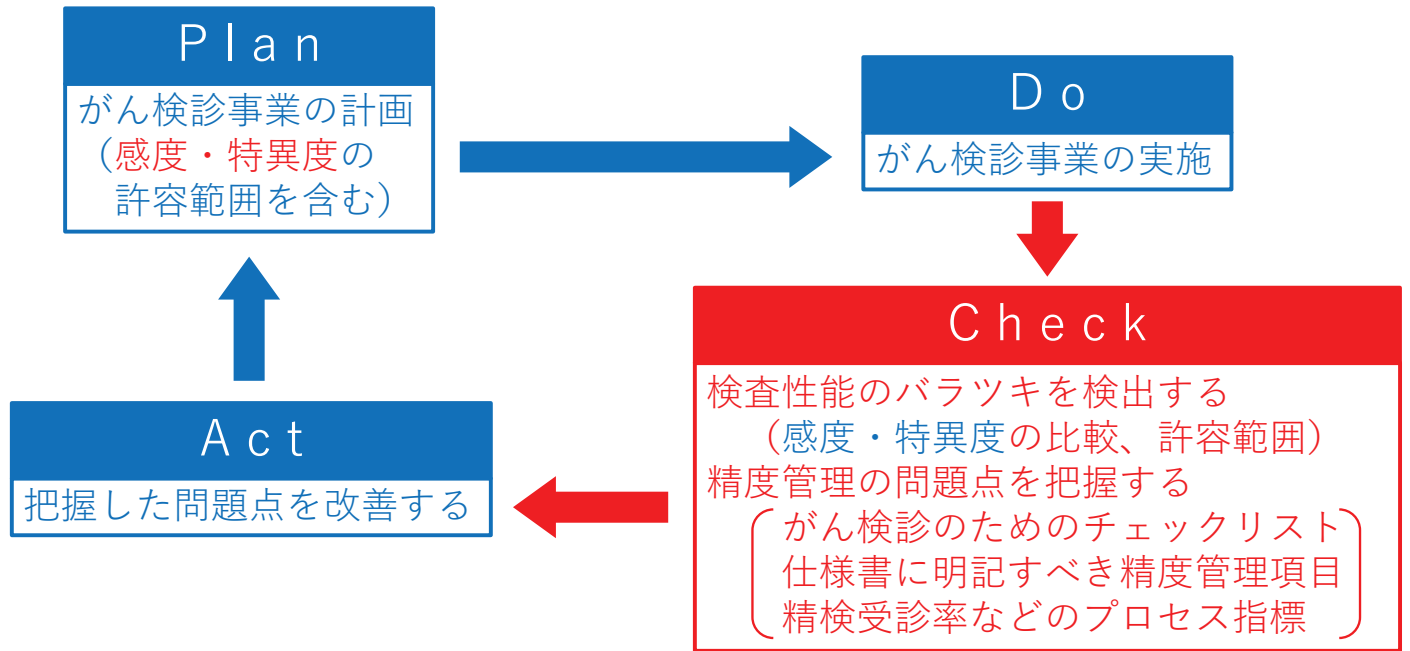 Plan
がん検診事業の計画
（感度・特異度の
許容範囲を含む）
Do
がん検診事業の実施
Check
検査性能のバラツキを検出する
（感度・特異度の比較、許容範囲）
精度管理の問題点を把握する
がん検診のためのチェックリスト
仕様書に明記すべき精度管理項目
精検受診率などのプロセス指標
Act
把握した問題点を改善する